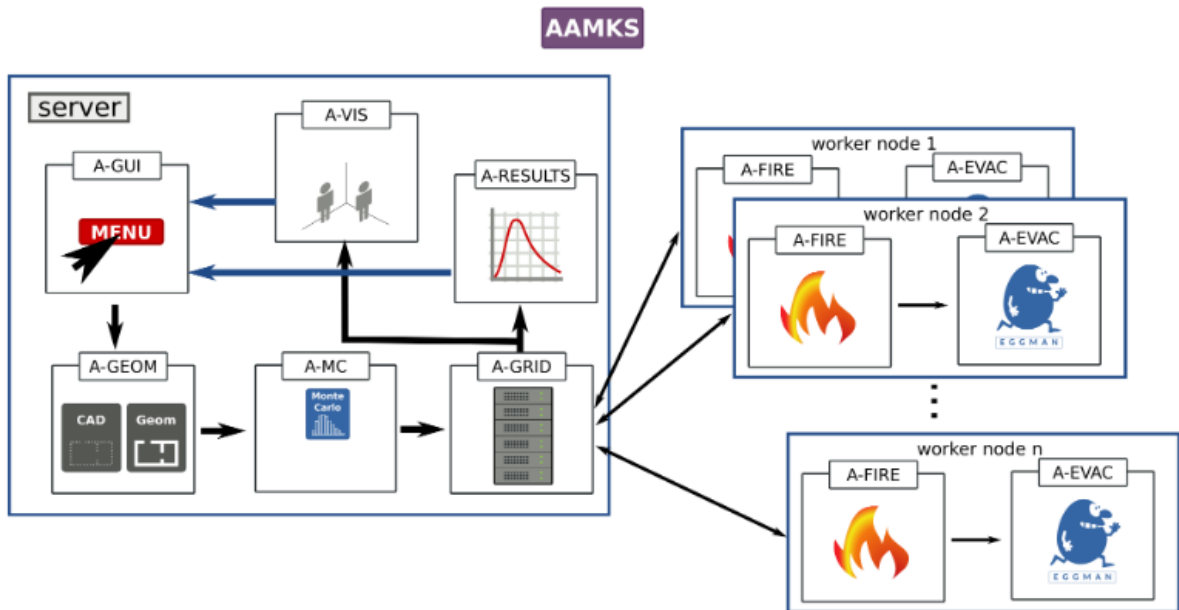 AAMKS
server
A-VIS
A-GUI
MENU
A-RESULTS
A-GEOM
CAD
Geom
A-MC
Monte
Carlo
A-GRID
worker node 1
A-FIRE
A-EVAC
worker node 2
A-FIRE
A-EVAC
EGGMAN
worker node n
A-FIRE
A-EVAC
EGGMAN